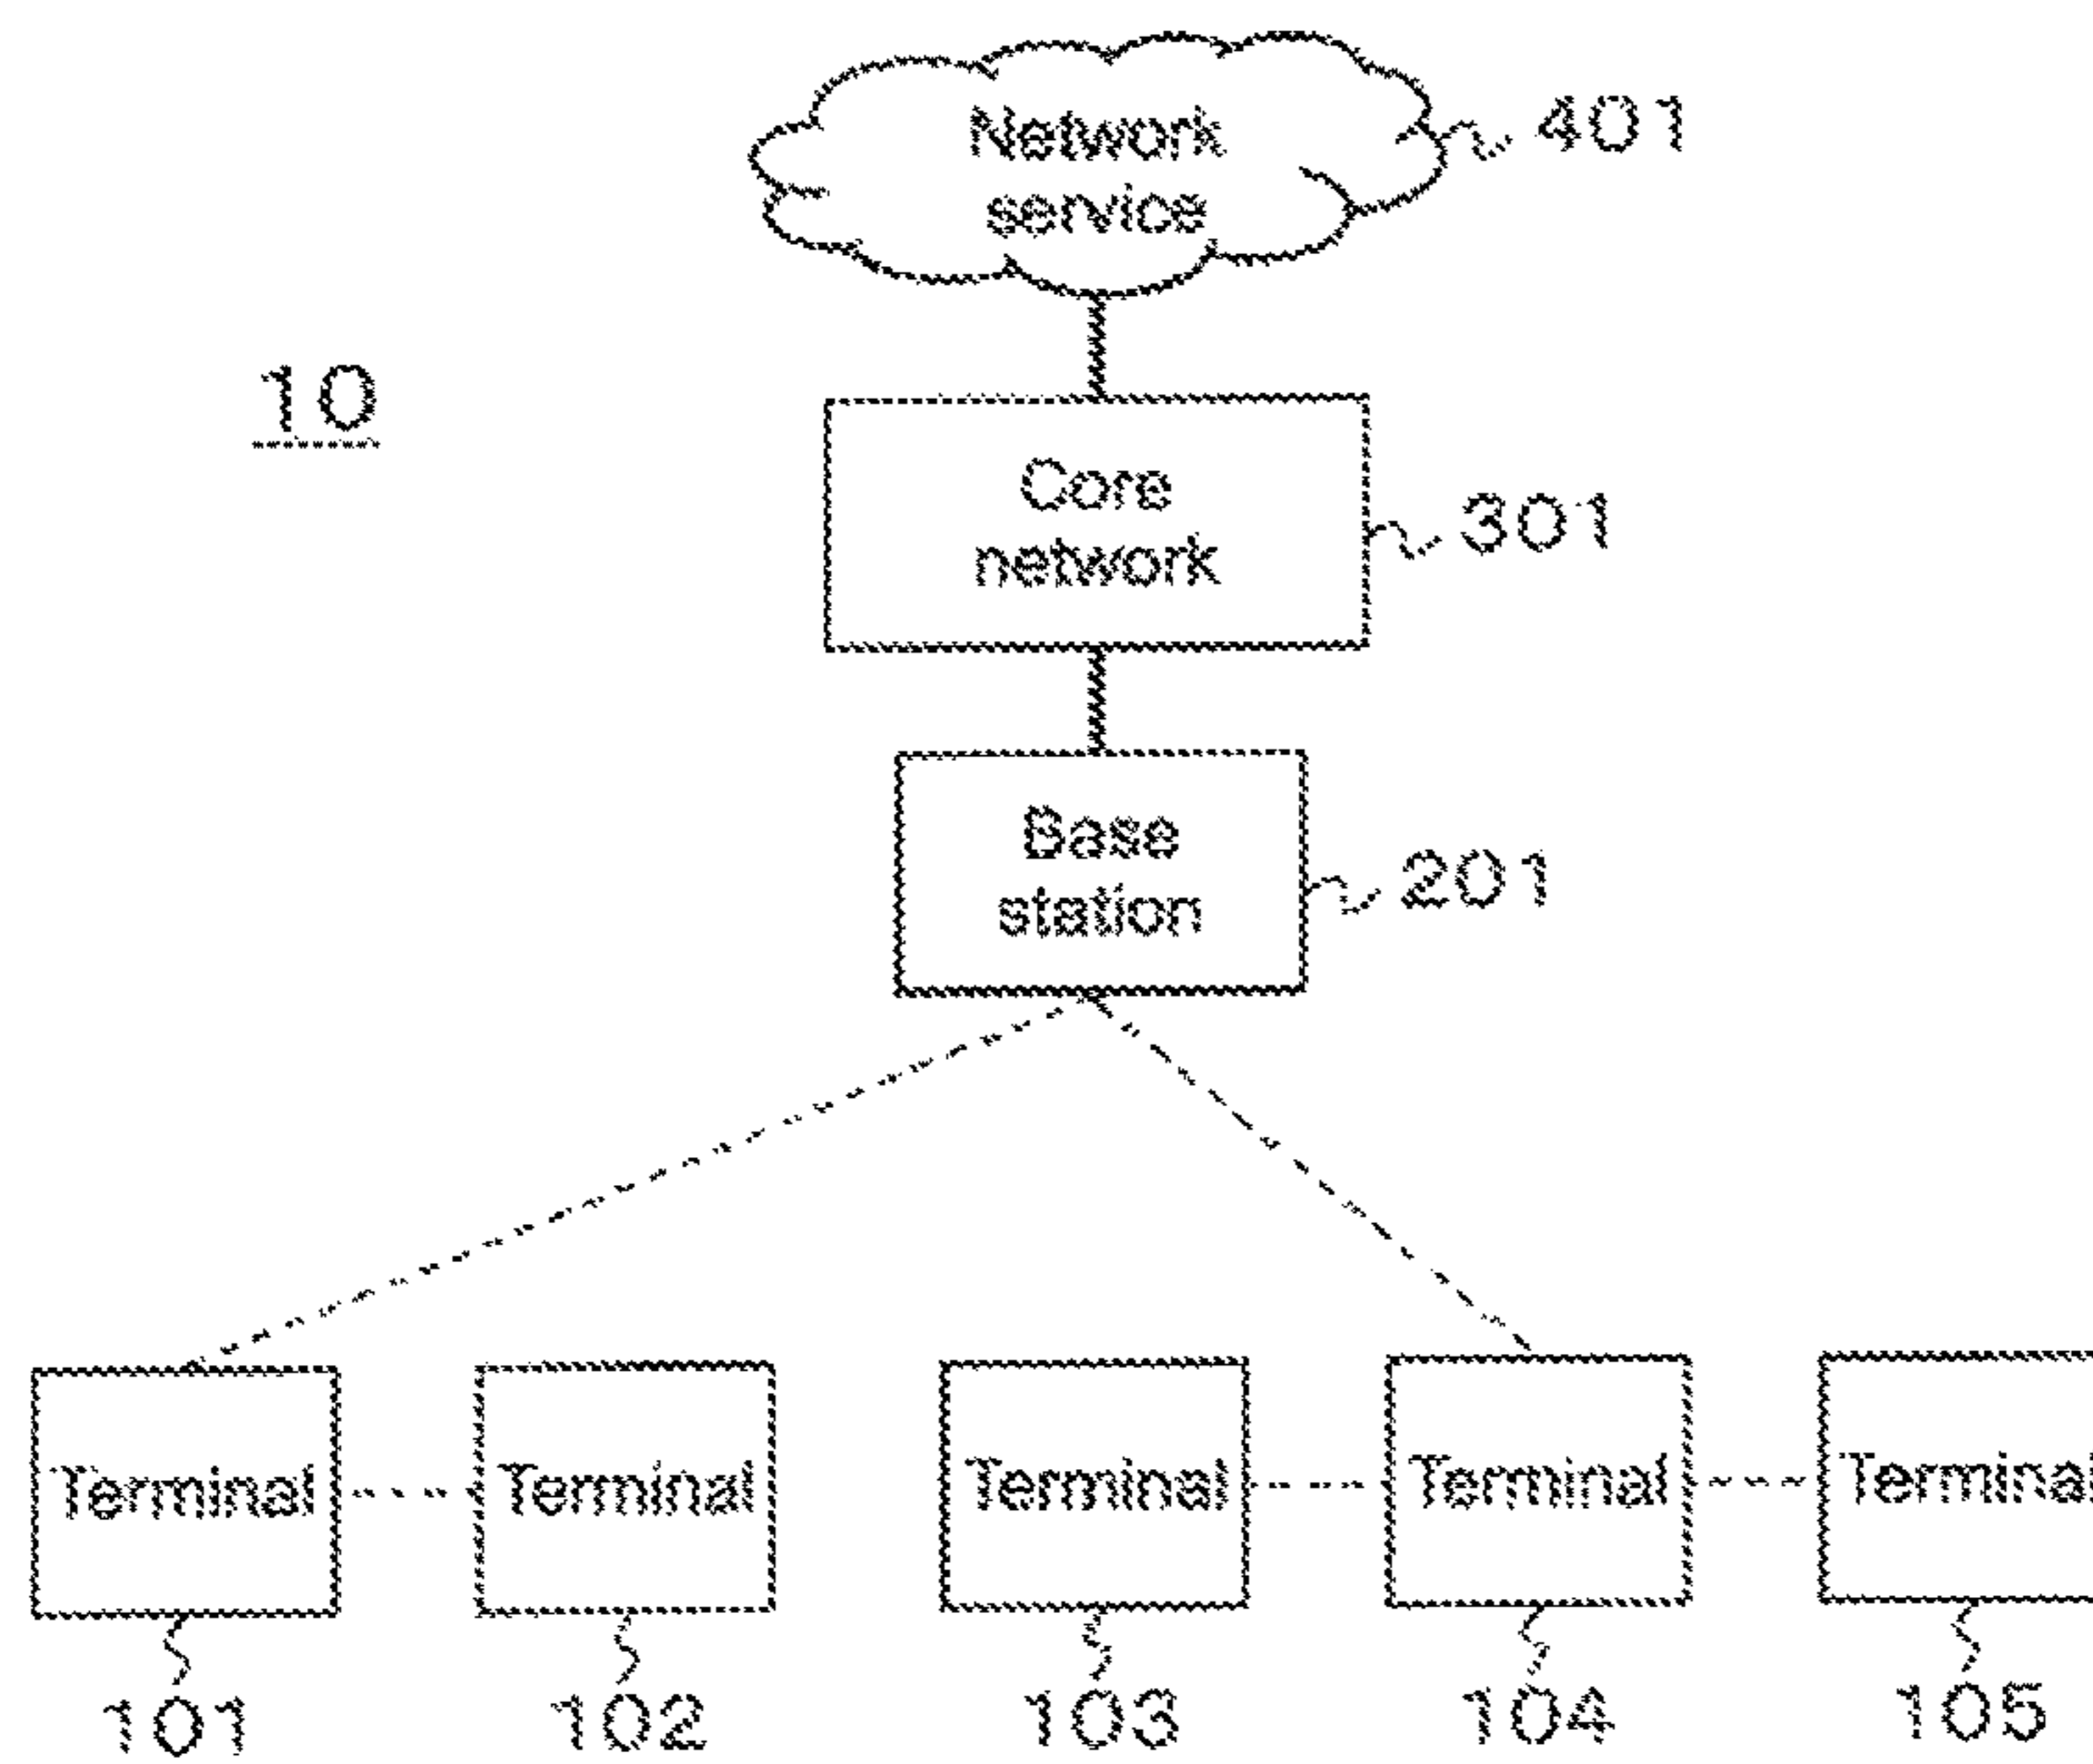 Network
service
401
10
Core
network
301
Base
station
201
Terminal Terminal Terminal Terminal Terminal
101 102 103 104 105